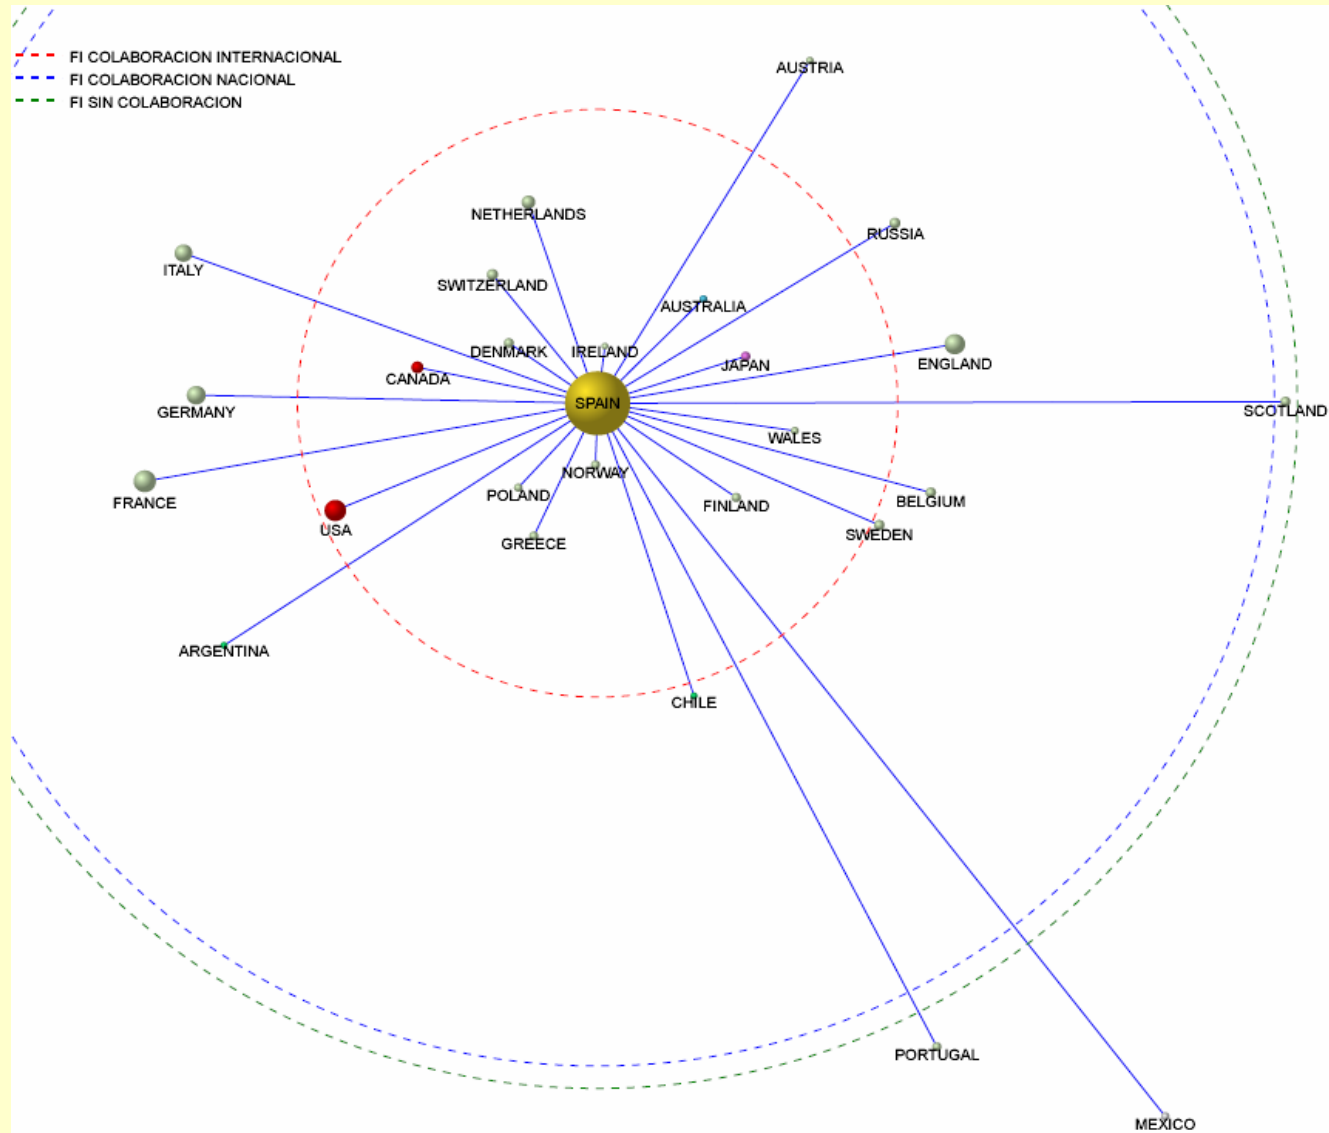 FI COLABORACION INTERNACIONAL
FI COLABORACION NACIONAL
FI SIN COLABORACION
AUSTRIA
NETHERLANDS
RUSSIA
ITALY
SWITZERLAND
AUSTRALIA
DENMARK
IRELAND
JAPAN
ENGLAND
CANADA
SPAIN
GERMANY
SCOTLAND
WALES
NORWAY
POLAND
FRANCE
FINLAND
BELGIUM
USA
GREECE
SWEDEN
ARGENTINA
CHILE
PORTUGAL
MEXICO